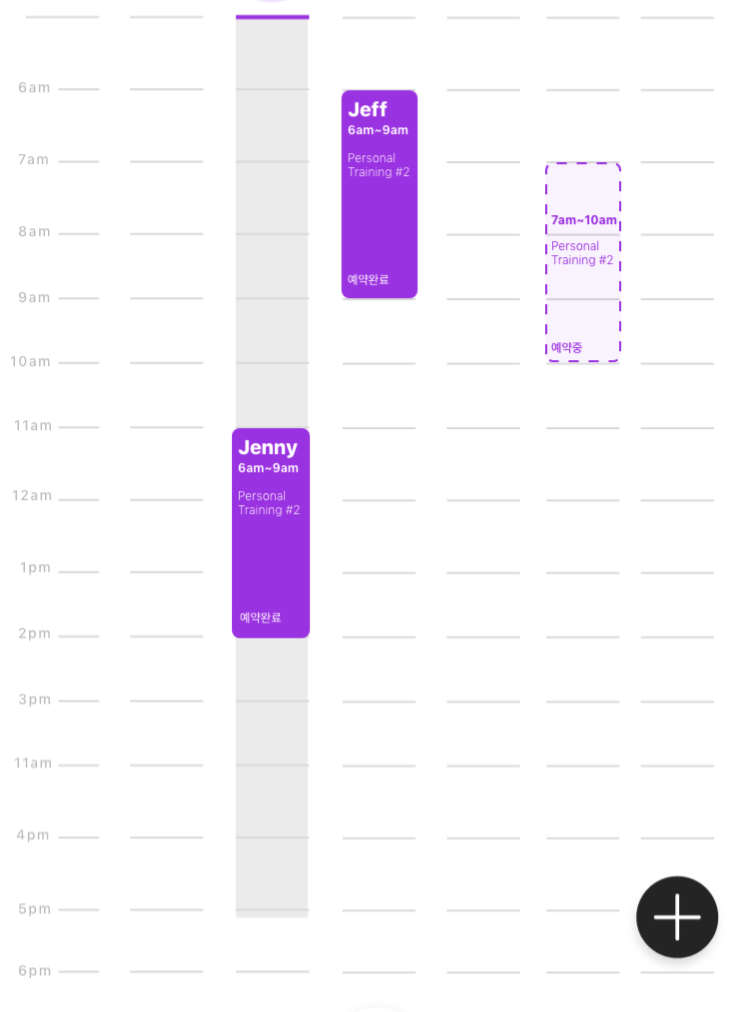 6am
Jeff
6am~9am
Personal
Training #2
예약완료
7am
7am~10am
Personal
Training #2
예약중
8am
9am
10am
11am
Jenny
6am~9am
Personal
Training #2
예약완료
12am
1pm
2pm
3pm
11am
4pm
5pm
6pm